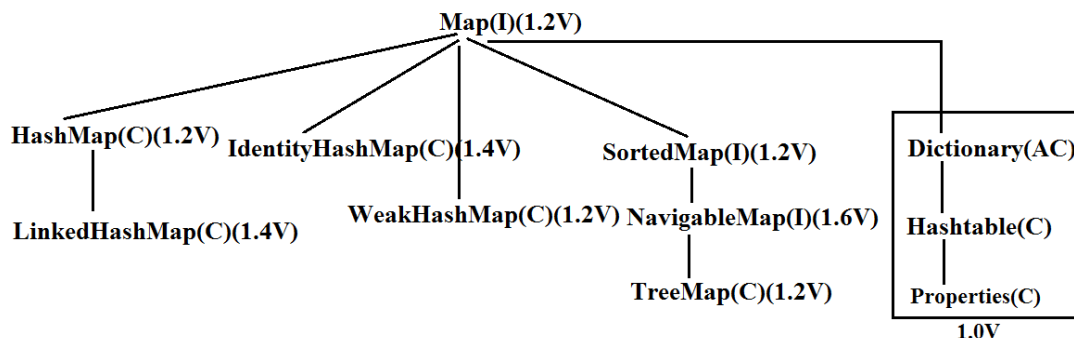 Map(I)(1.2V)
HashMap(C)(1.2V)
IdentityHashMap(C)(1.4V)
SortedMap(I)(1.2V)
Dictionary(AC)
LinkedHashMap(C)(1.4V)
WeakHashMap(C)(1.2V)
NavigableMap(I)(1.6V)
Hashtable(C)
TreeMap(C)(1.2V)
Properties(C)
1.0V